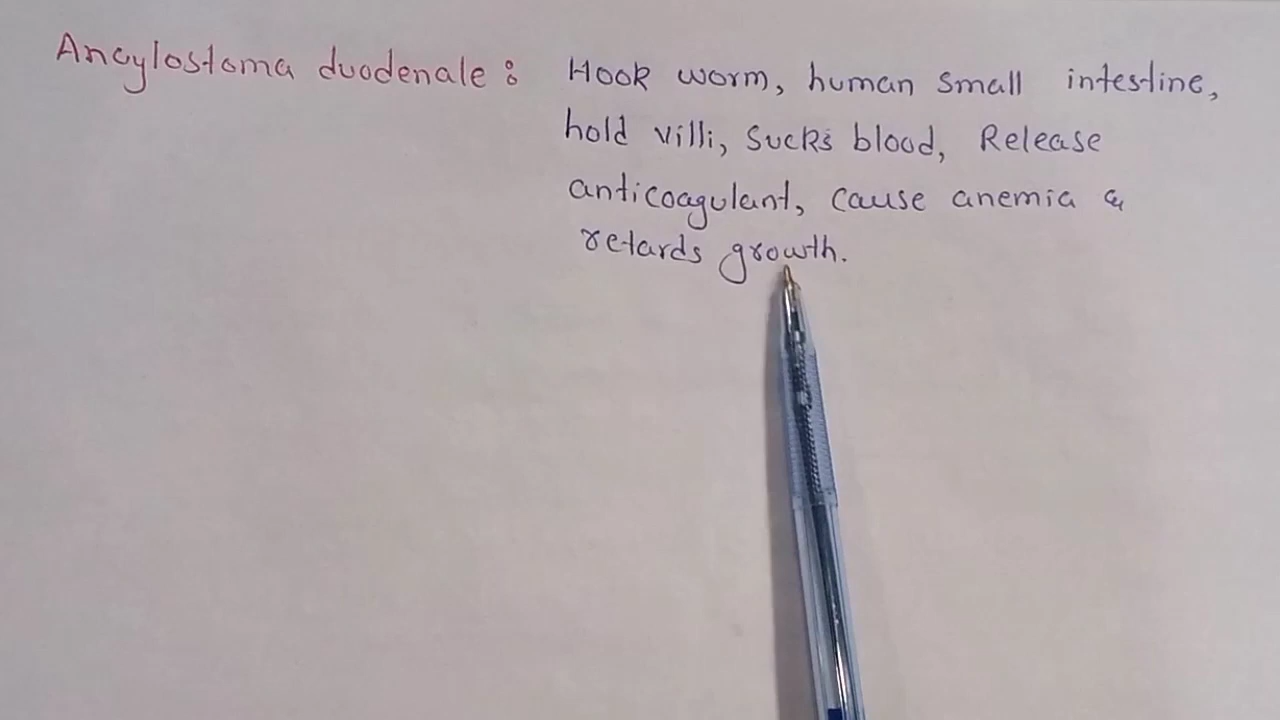 Ancylostoma duodenale : Hook worm, human small intestine,
hold villi, sucks blood, Release
anticoagulant, cause anemia &
retards growth.